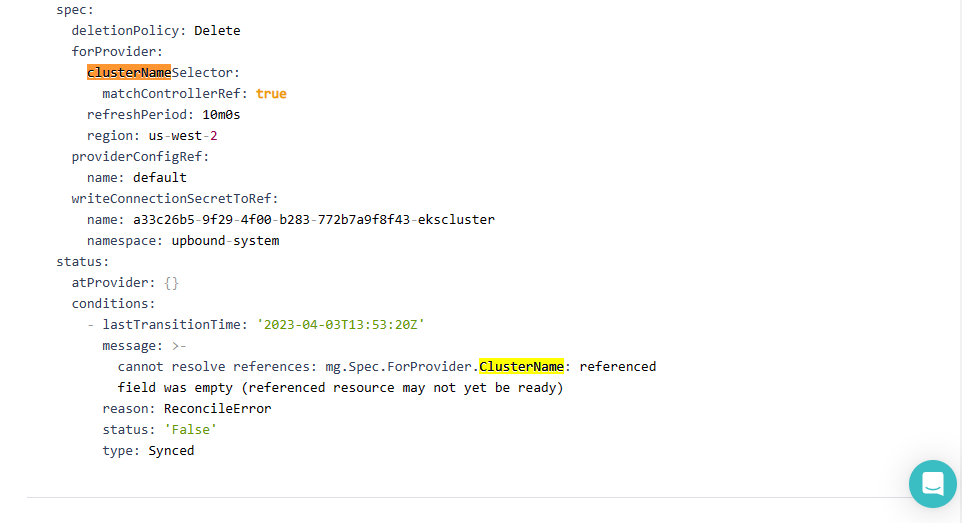 spec:
  deletionPolicy: Delete
  forProvider:
    clusterNameSelector:
      matchControllerRef: true
    refreshPeriod: 10m0s
    region: us-west-2
  providerConfigRef:
    name: default
  writeConnectionSecretToRef:
    name: a33c26b5-9f29-4f00-b283-772b7a9f8f43-ekscluster
    namespace: upbound-system
status:
  atProvider: {}
  conditions:
    - lastTransitionTime: '2023-04-03T13:53:20Z'
      message: >-
        cannot resolve references: mg.Spec.ForProvider.ClusterName: referenced
        field was empty (referenced resource may not yet be ready)
      reason: ReconcileError
      status: 'False'
      type: Synced